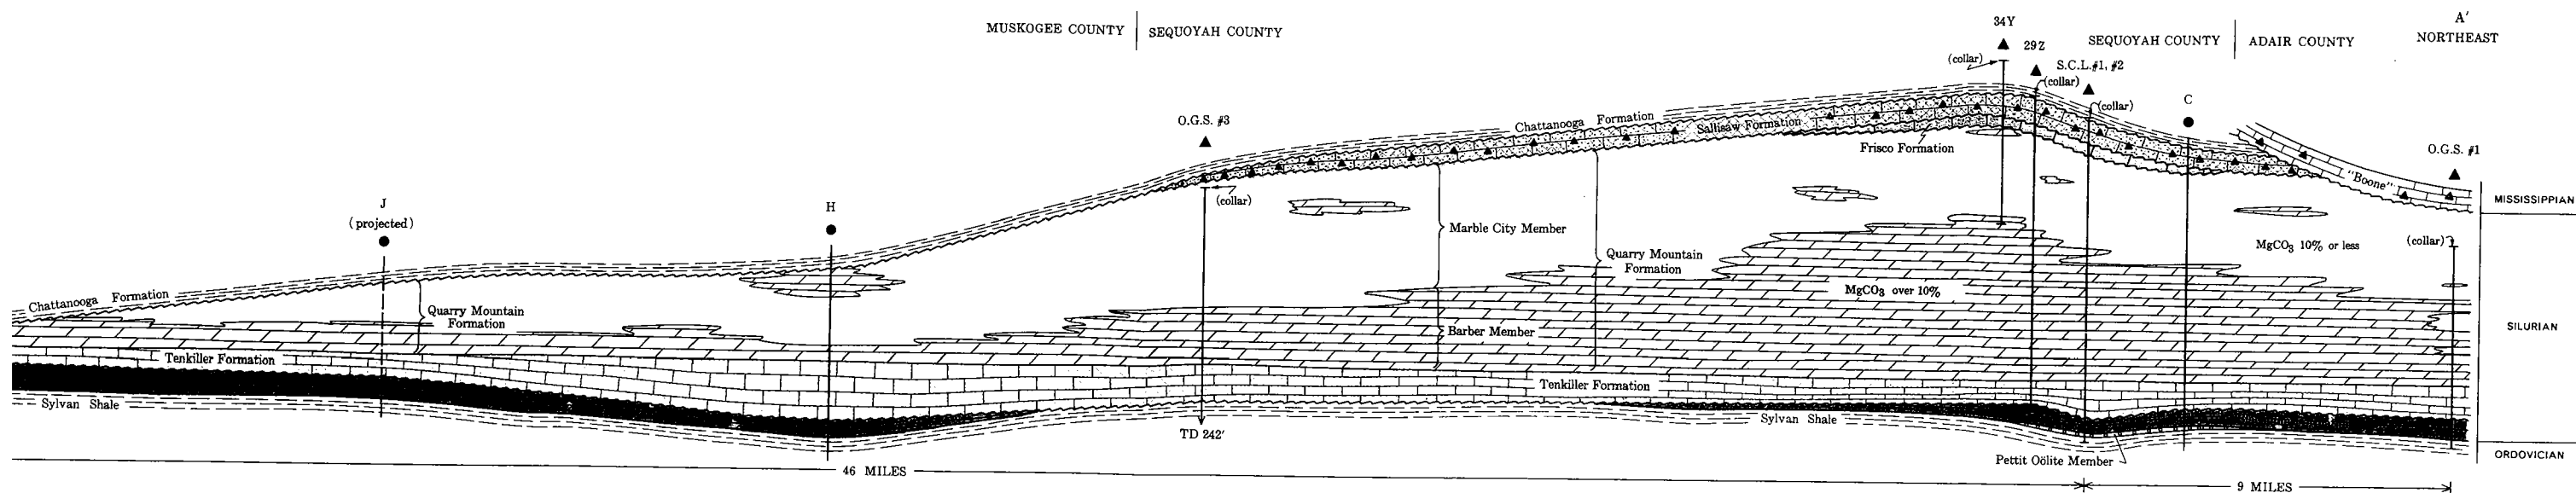 MUSKOGEE COUNTY
SEQUOYAH COUNTY
34Y
(collar)
29Z
SEQUOYAH COUNTY
ADAIR COUNTY
A'
NORTHEAST
S.C.L.#1, #2
(collar)
(collar)
C
O.G.S. #3
Chattanooga Formation
Sallisaw Formation
Frisco Formation
O.G.S. #1
"Boone"
MISSISSIPPIAN
(collar)
J
(projected)
H
Marble City Member
Quarry Mountain
Formation
MgCO3 10% or less
(collar)
MgCO3 over 10%
Chattanooga Formation
Quarry Mountain
Formation
Barber Member
SILURIAN
Tenkiller Formation
Tenkiller Formation
Sylvan Shale
Sylvan Shale
TD 242'
Pettit Oölite Member
ORDOVICIAN
46 MILES
9 MILES